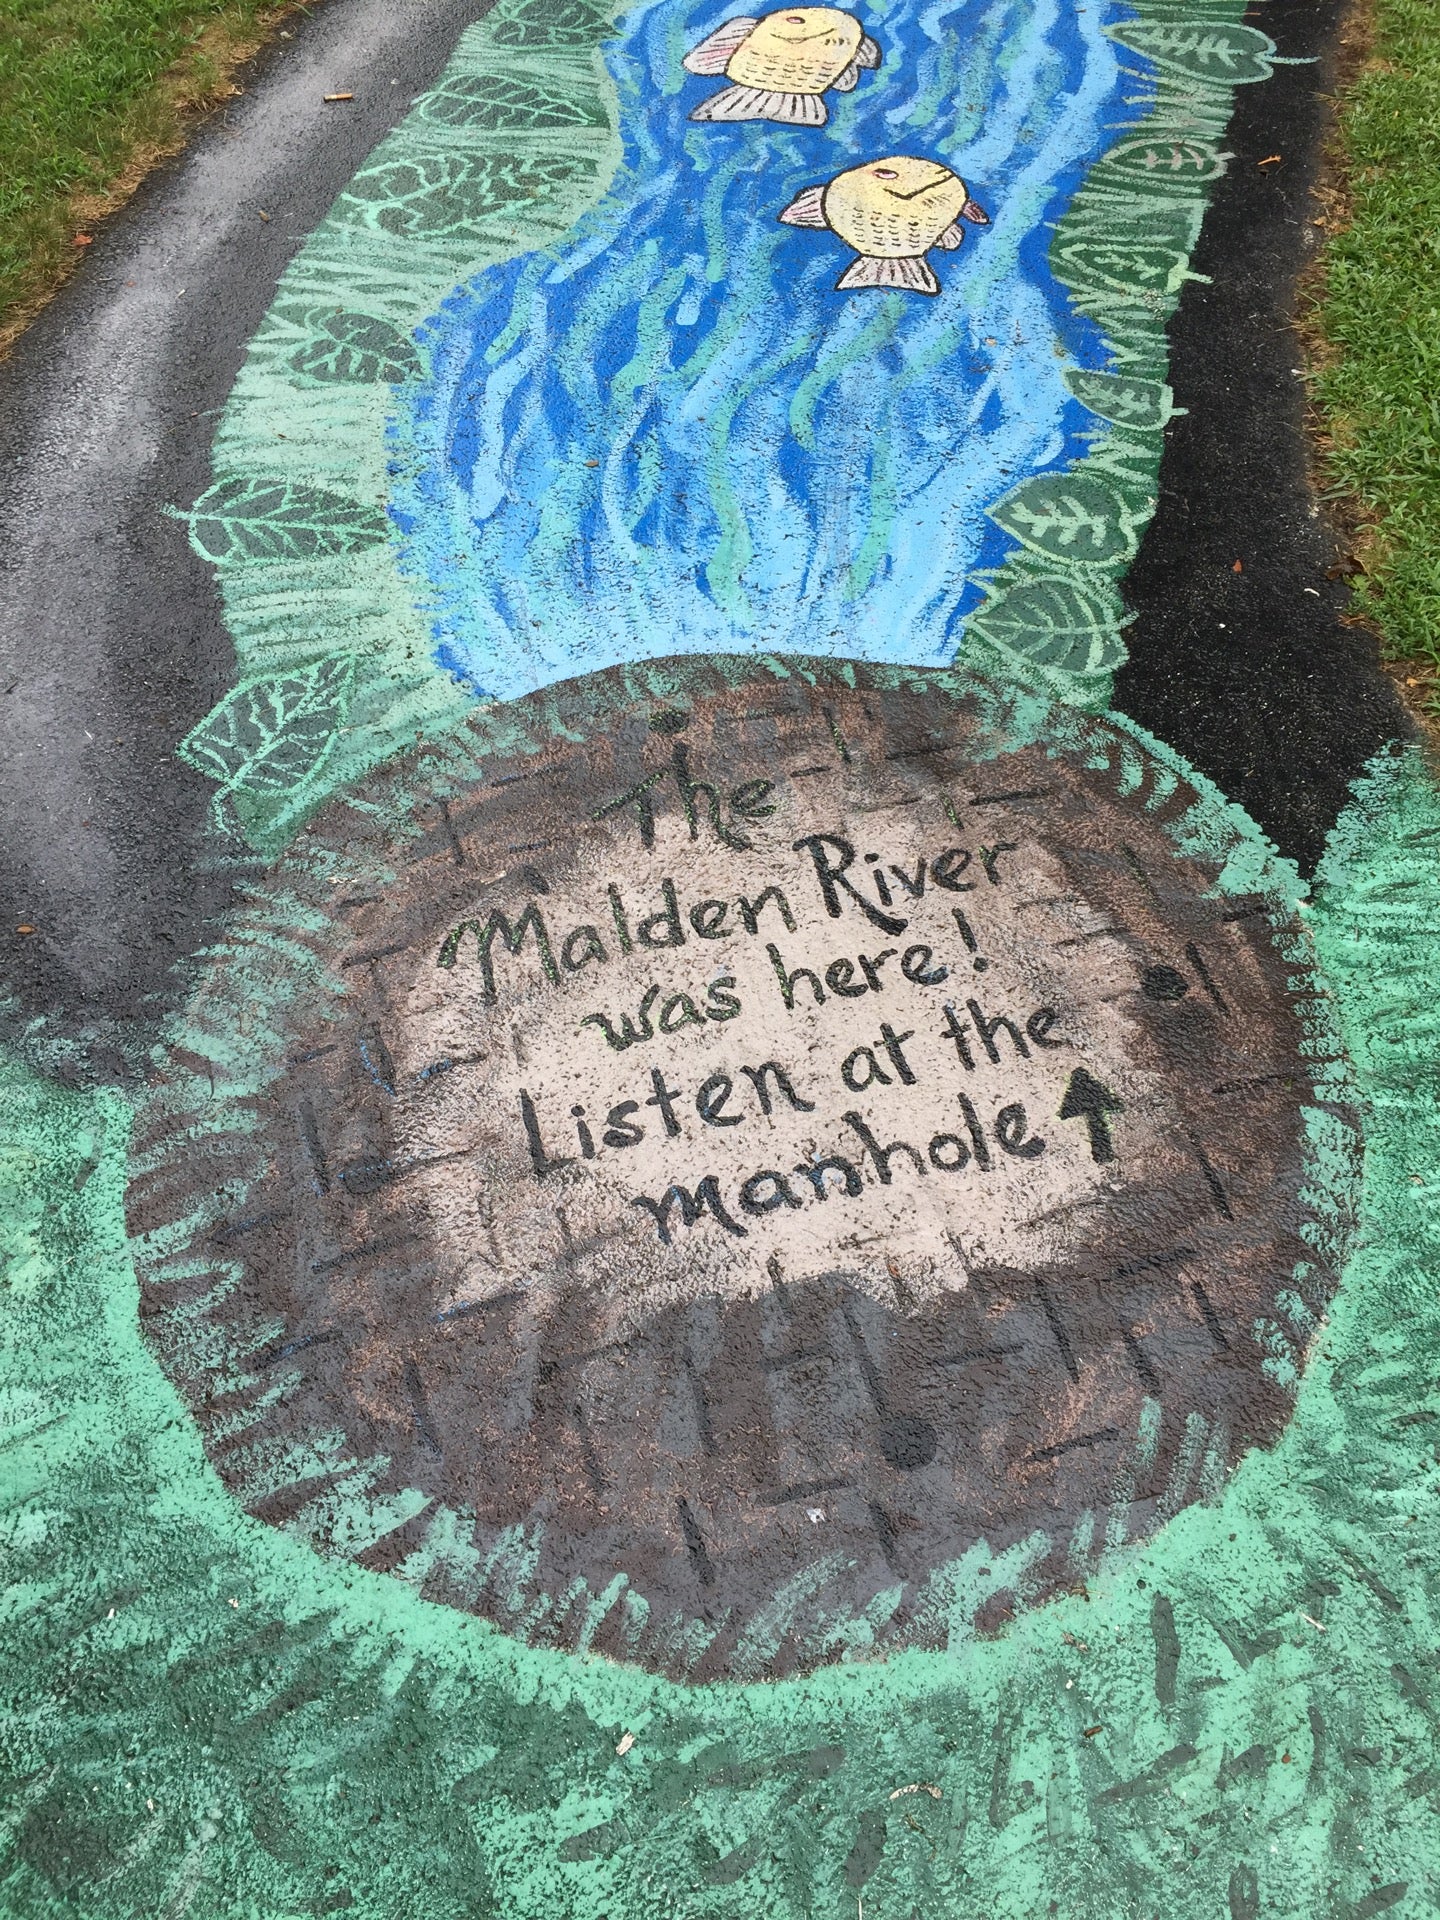 The
Malden River
was here!
Listen at the
manhole ↑